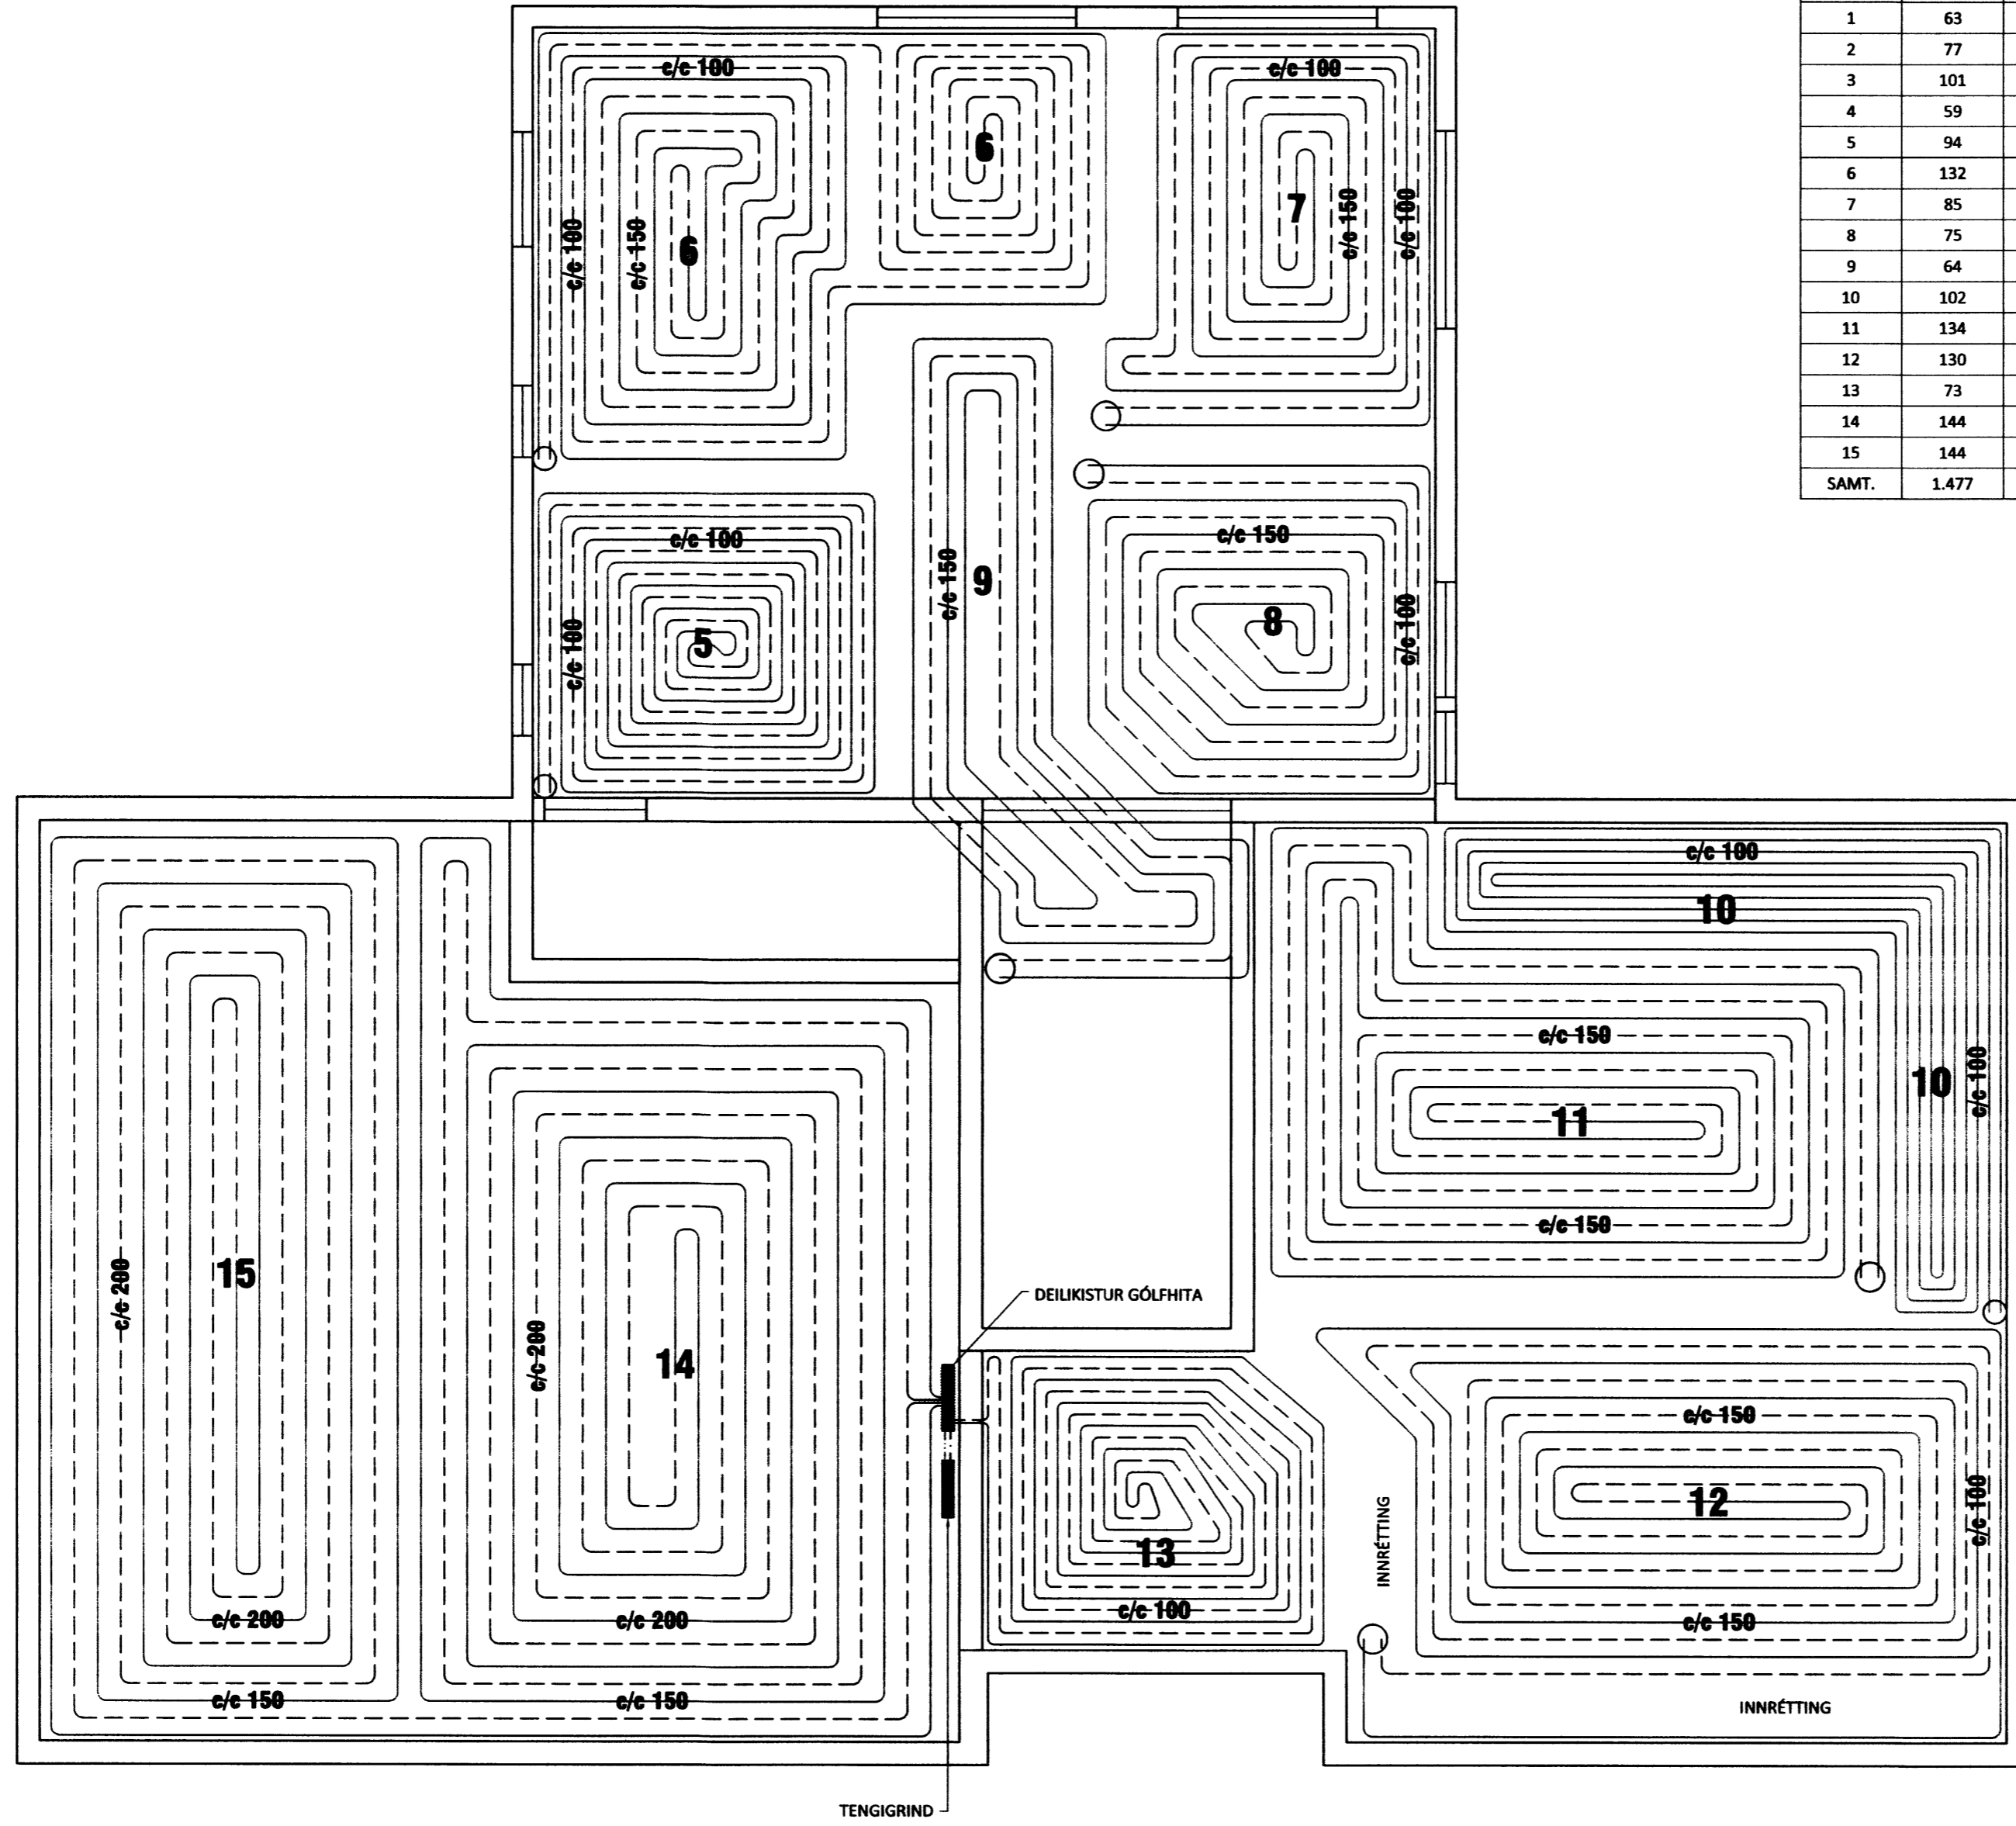 1 63
2 77
3 101
4 59
5 94
6 132
7 85
8 75
9 64
10 102
11 134
12 130
13 73
14 144
15 144
SAMT. 1.477
c/c 100
c/c 100
6
7
c/c 100
c/c 150
6
c/c 150
c/c 100
c/c 100
c/c 150
c/c 150
9
c/c 100
5
8
c/c 100
c/c 100
10
c/c 150
10
c/c 100
11
c/c 150
15
c/c 200
14
c/c 200
DEILIKISTUR GÓLFHITA
c/c 150
12
c/c 100
INNRÉTTING
13
c/c 100
c/c 200
c/c 200
c/c 150
c/c 150
c/c 150
INNRÉTTING
TENGIGRIND